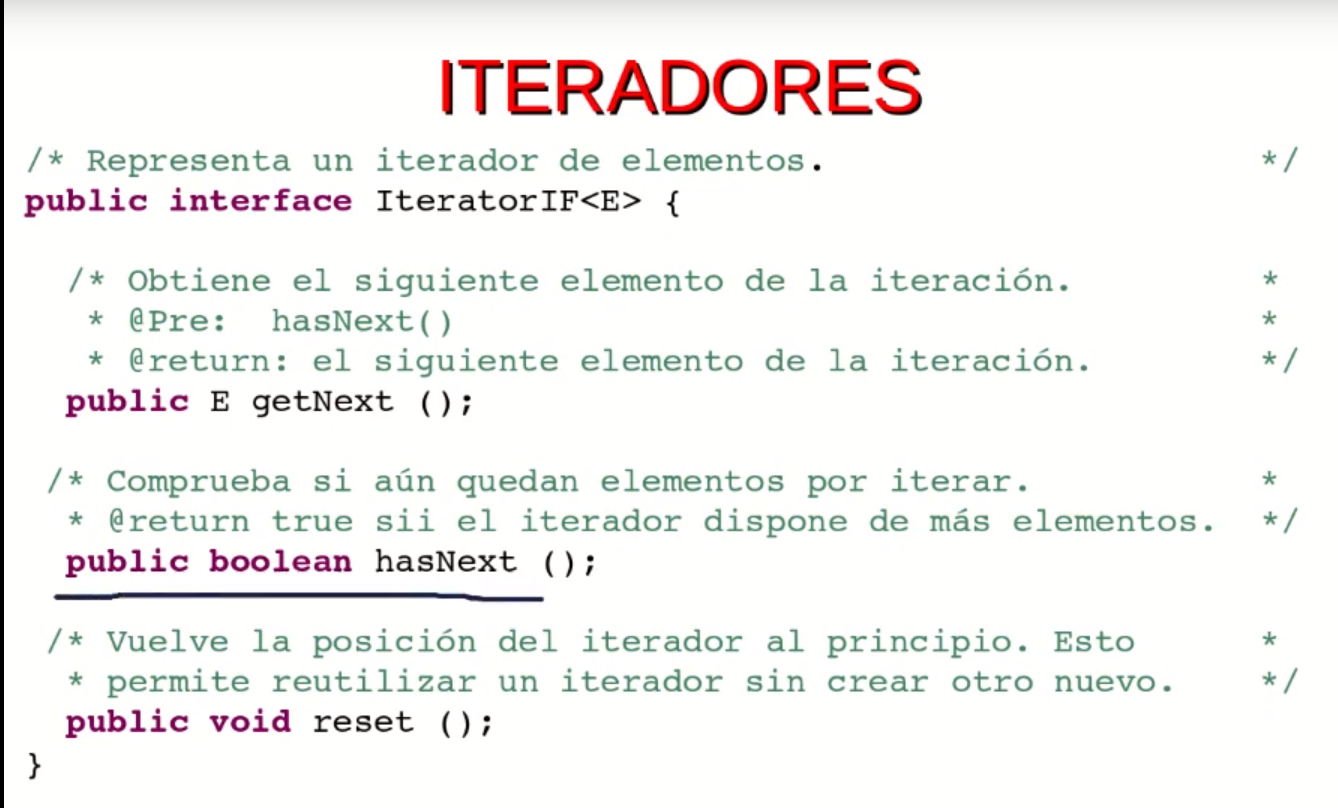 ITERADORES
/* Representa un iterador de elementos. */
public interface IteratorIF<E> {
/* Obtiene el siguiente elemento de la iteración. *
* @Pre: hasNext() *
* @return: el siguiente elemento de la iteración. */
public E getNext ();
/* Comprueba si aún quedan elementos por iterar. *
* @return true sii el iterador dispone de más elementos. */
public boolean hasNext ();
/* Vuelve la posición del iterador al principio. Esto *
* permite reutilizar un iterador sin crear otro nuevo. */
public void reset ();
}